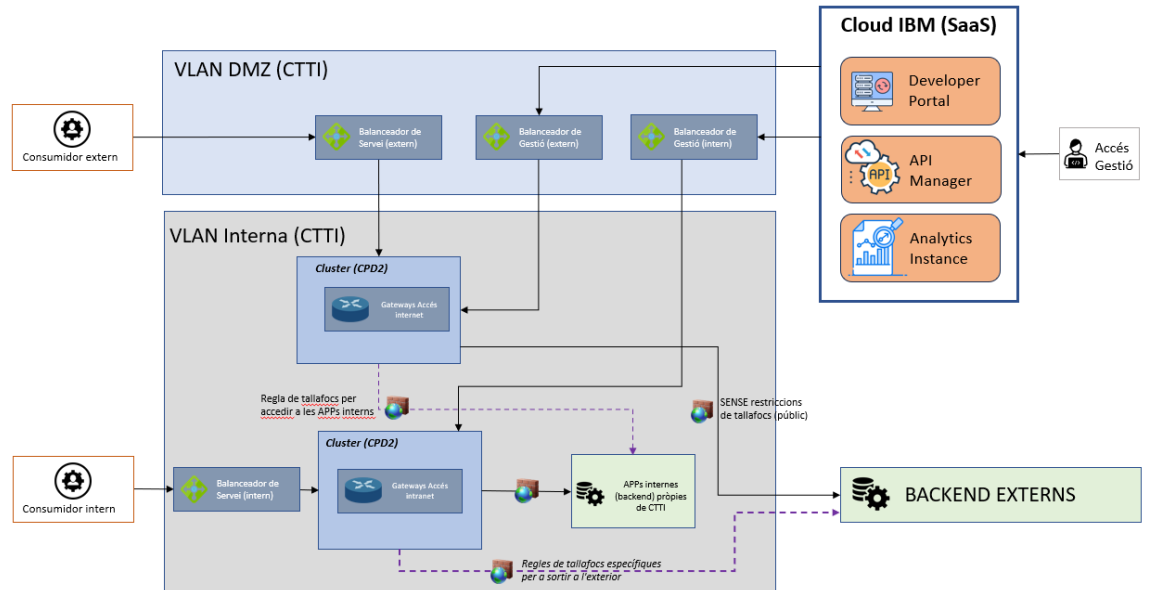 Cloud IBM (SaaS)
VLAN DMZ (CTTI)
Developer
Portal
Consumidor extern
Balanceador de
Servei (extern)
Balanceador de
Gestió (extern)
Balanceador de
Gestió (intern)
API
API
Manager
Accés
Gestió
VLAN Interna (CTTI)
Analytics
Instance
Cluster (CPD2)
Gateways Accés
internet
Regla de tallafocs per
accedir a les APPs interns
SENSE restriccions
de tallafocs (públic)
Cluster (CPD2)
Consumidor intern
Balanceador de
Servei (intern)
Gateways Accés
intranet
APPs internes
(backend) pròpies
de CTTI
BACKEND EXTERNS
Regles de tallafocs específiques
per a sortir a l'exterior